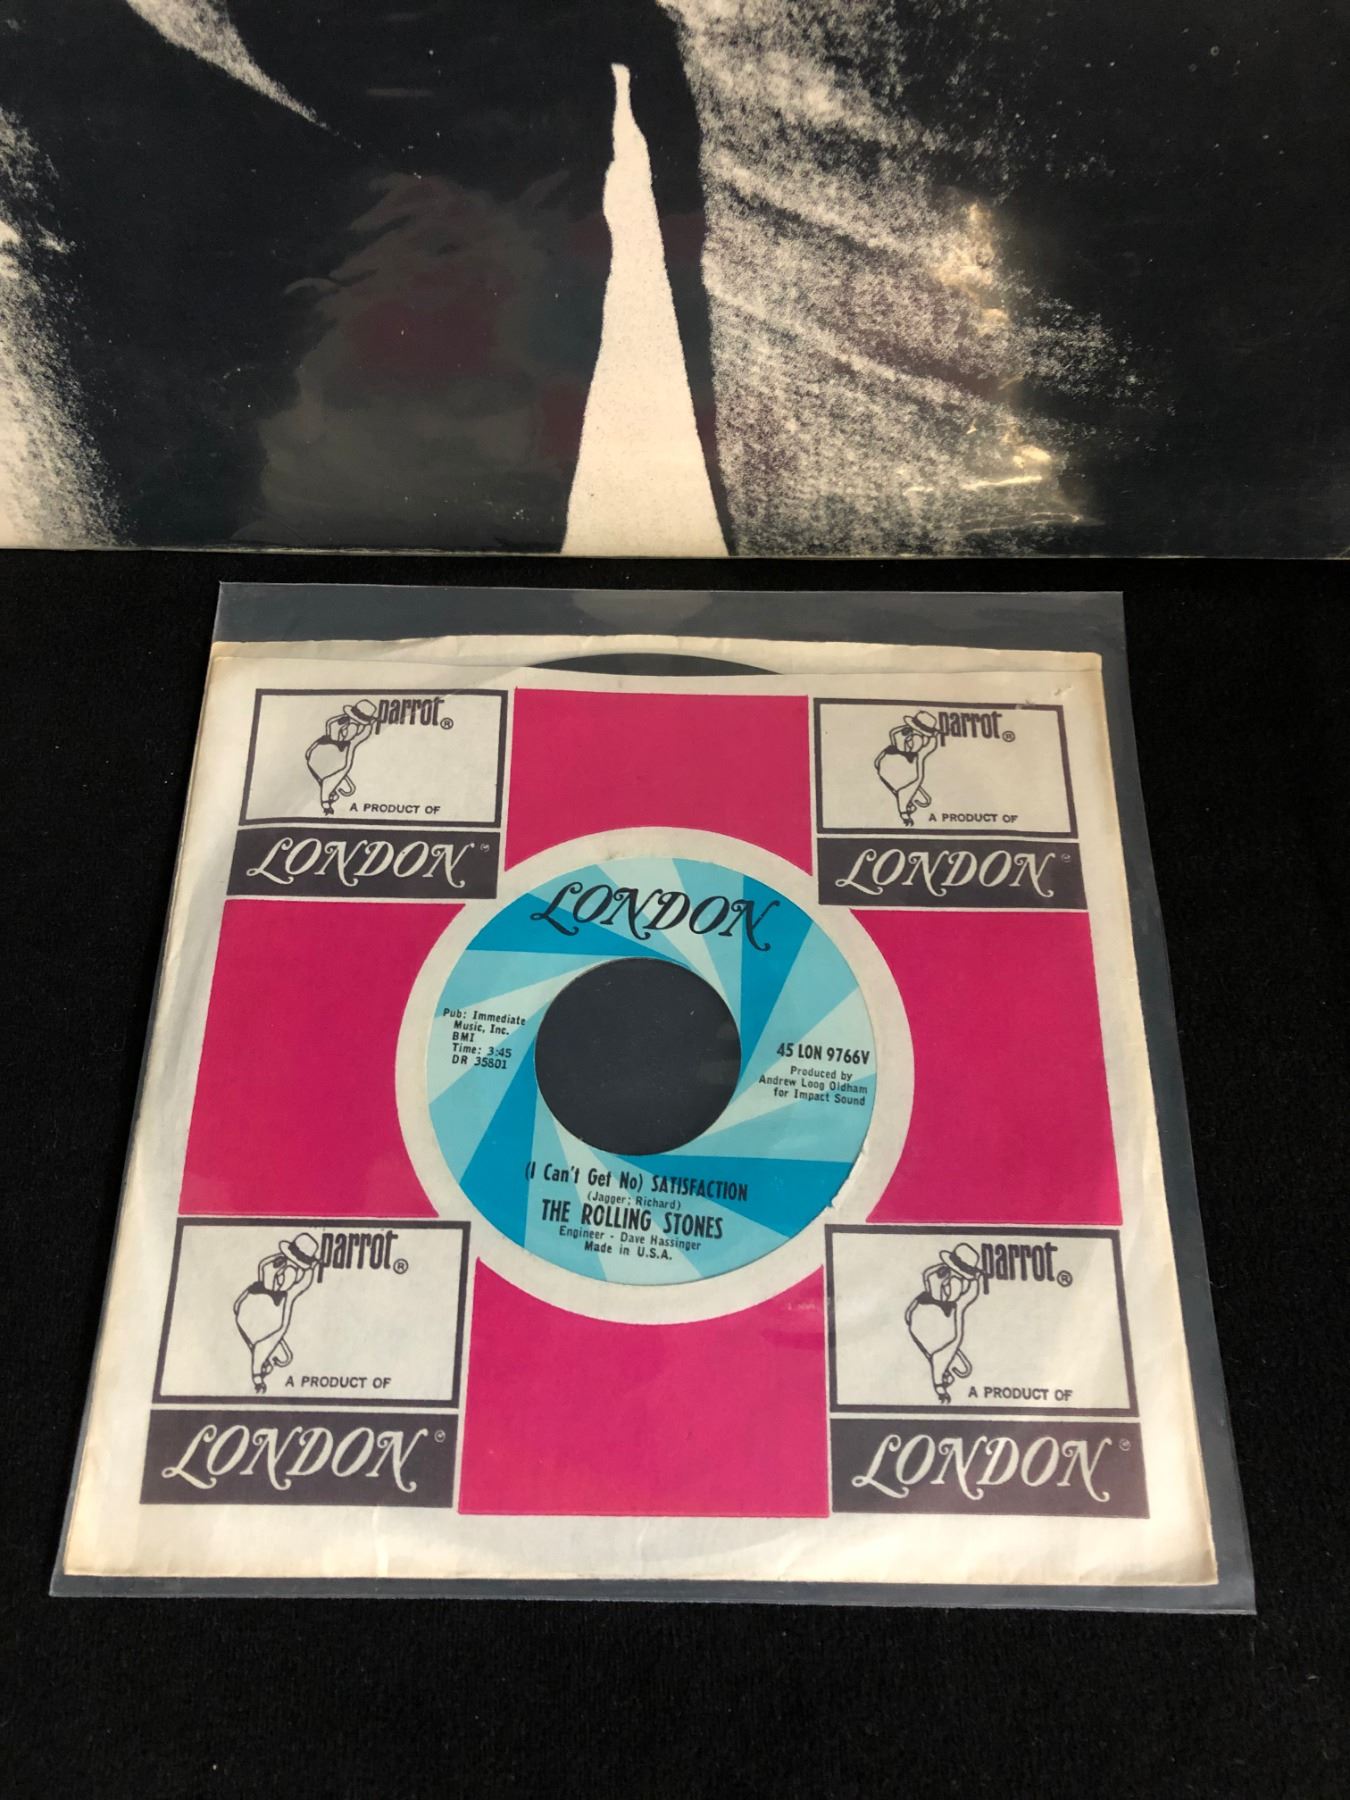 parrot®
A PRODUCT OF
LONDON
parrot®
A PRODUCT OF
LONDON
LONDON
Pub: Immediate
Music, Inc.
BMI
Time: 3:45
DR 35801
45 LON 9766V
Produced by
Andrew Loog Oldham
for Impact Sound
(I Can't Get No) SATISFACTION
(Jagger; Richard)
THE ROLLING STONES
Engineer - Dave Hassinger
Made in U.S.A.
parrot®
A PRODUCT OF
LONDON
parrot®
A PRODUCT OF
LONDON